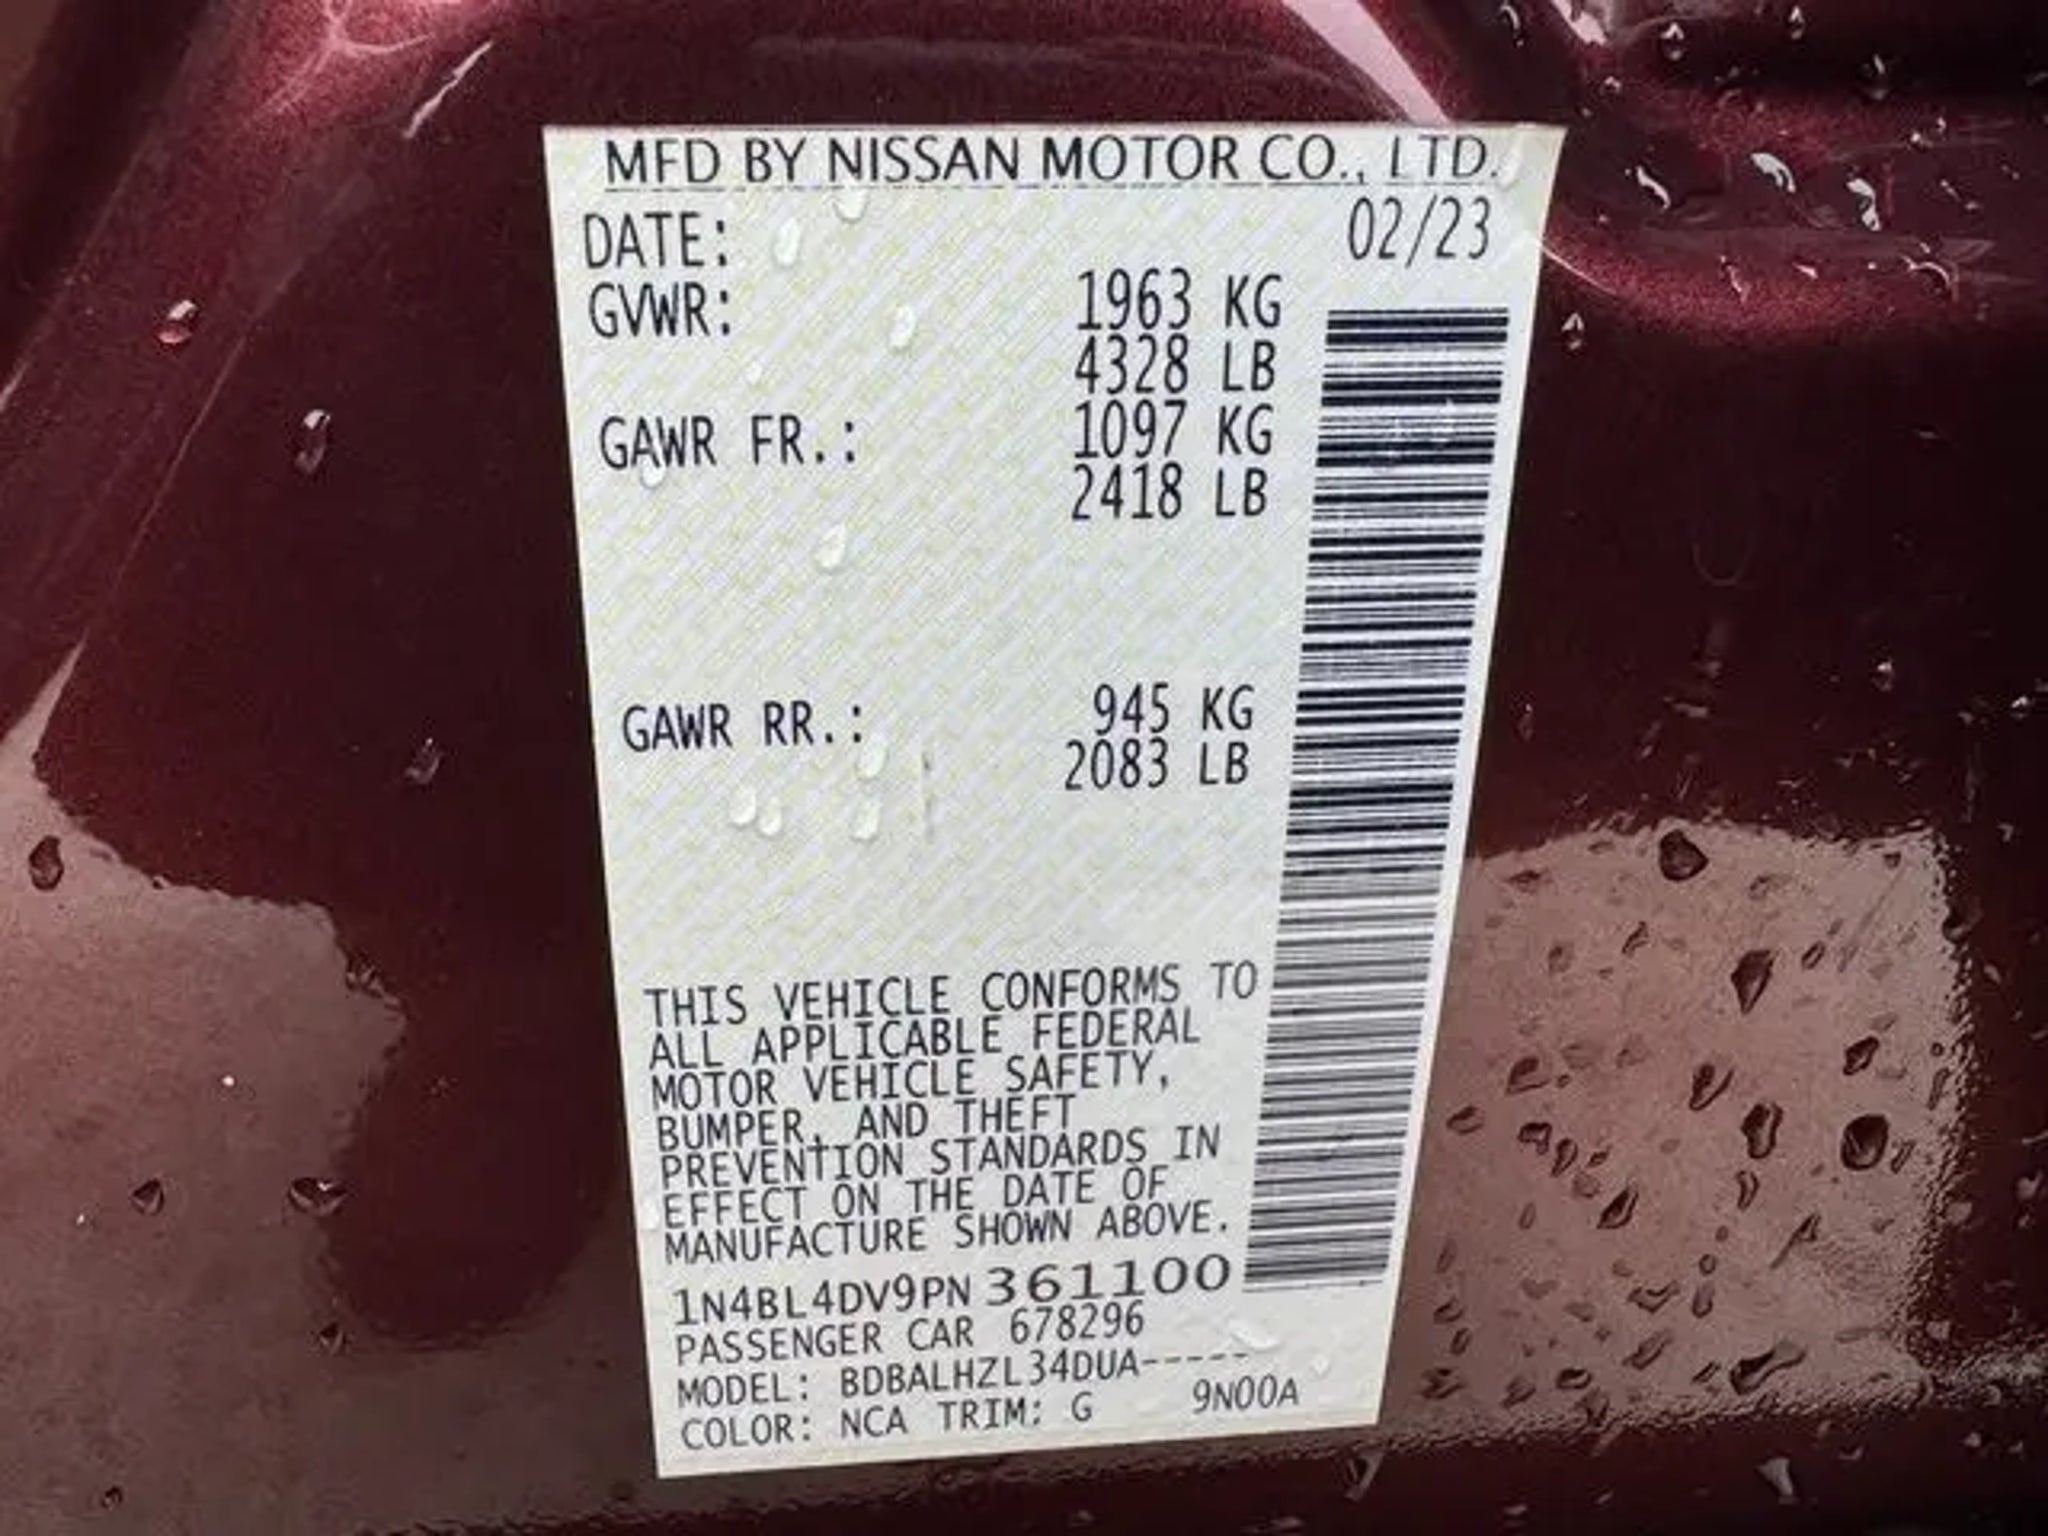 MFD BY NISSAN MOTOR CO., LTD.
DATE: 02/23
GVWR: 1963 KG
4328 LB
GAWR FR.: 1097 KG
2418 LB
GAWR RR.: 945 KG
2083 LB
THIS VEHICLE CONFORMS TO
ALL APPLICABLE FEDERAL
MOTOR VEHICLE SAFETY,
BUMPER, AND THEFT
PREVENTION STANDARDS IN
EFFECT ON THE DATE OF
MANUFACTURE SHOWN ABOVE.
1N4BL4DV9PN 361100
PASSENGER CAR 678296
MODEL: BDBALHZL34DUA-----
COLOR: NCA TRIM: G 9N00A